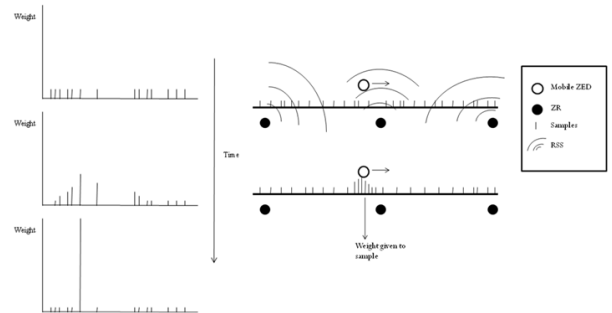 Weight
Weight
Weight
Time
Weight given to
sample
Mobile ZED
ZR
Samples
RSS